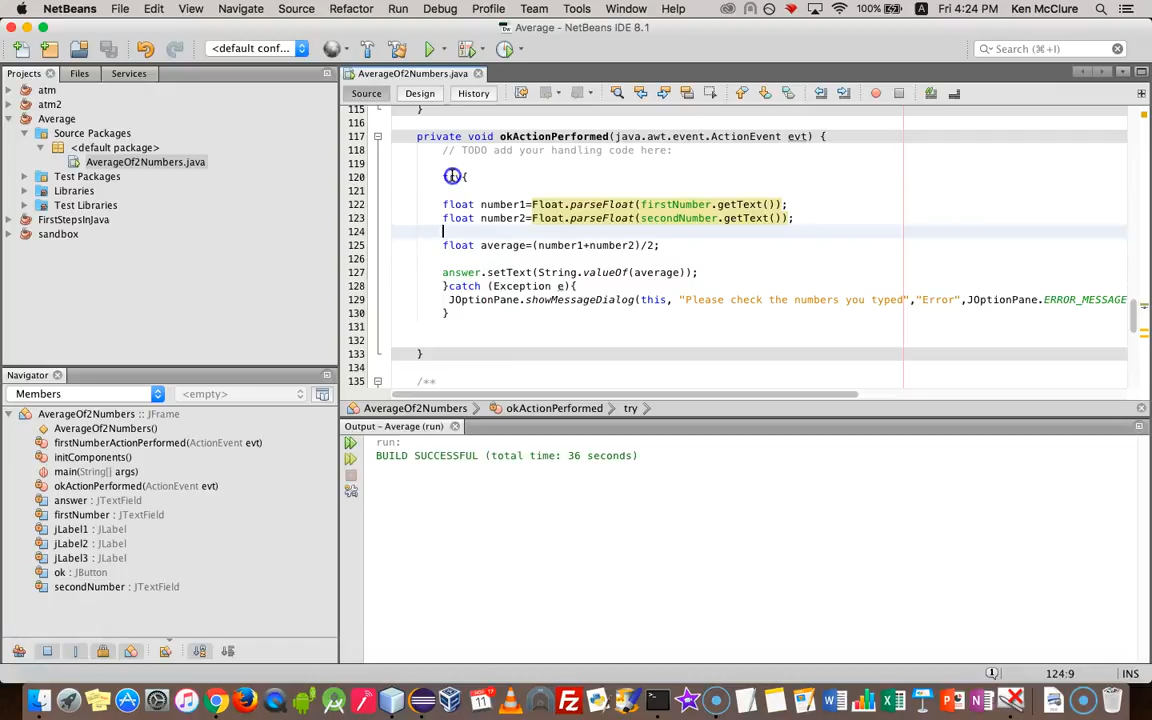 NetBeans File Edit View Navigate Source Refactor Run Debug Profile Team Tools Window Help 100% Fri 4:24 PM Ken McClure
Average - NetBeans IDE 8.1
<default conf... Search (⌘+I)
Projects Files Services
atm
atm2
Average
Source Packages
<default package>
AverageOf2Numbers.java
Test Packages
Libraries
Test Libraries
FirstStepsInJava
sandbox
Navigator
Members <empty>
AverageOf2Numbers :: JFrame
AverageOf2Numbers()
firstNumberActionPerformed(ActionEvent evt)
initComponents()
main(String[] args)
okActionPerformed(ActionEvent evt)
answer : JTextField
firstNumber : JTextField
jLabel1 : JLabel
jLabel2 : JLabel
jLabel3 : JLabel
ok : JButton
secondNumber : JTextField
AverageOf2Numbers.java
Source Design History
115 }
116
117 private void okActionPerformed(java.awt.event.ActionEvent evt) {
118 // TODO add your handling code here:
119
120 try{
121
122 float number1=Float.parseFloat(firstNumber.getText());
123 float number2=Float.parseFloat(secondNumber.getText());
124
125 float average=(number1+number2)/2;
126
127 answer.setText(String.valueOf(average));
128 }catch (Exception e){
129 JOptionPane.showMessageDialog(this, "Please check the numbers you typed","Error",JOptionPane.ERROR_MESSAGE
130 }
131
132
133 }
134
135 /**
AverageOf2Numbers okActionPerformed try
Output - Average (run)
run:
BUILD SUCCESSFUL (total time: 36 seconds)
124:9 INS